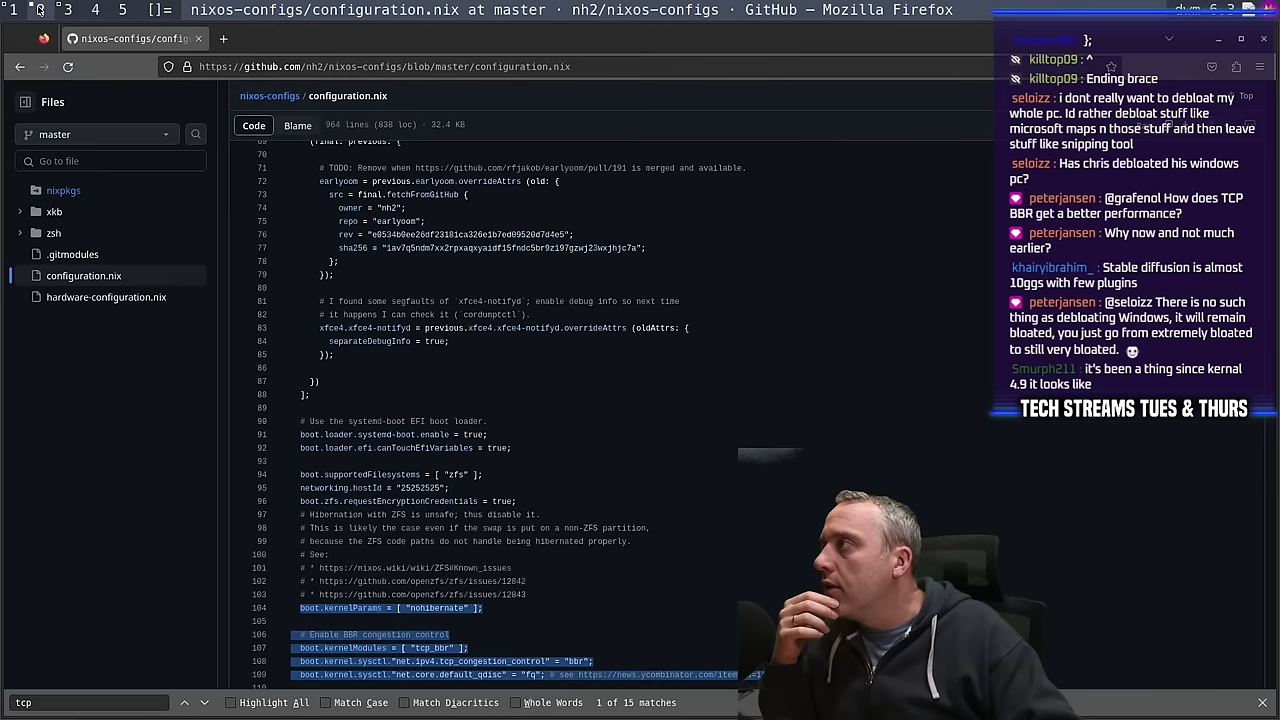 1 2 3 4 5 []= nixos-configs/configuration.nix at master · nh2/nixos-configs · GitHub — Mozilla Firefox
dwm-6.3
nixos-configs/config
https://github.com/nh2/nixos-configs/blob/master/configuration.nix
Files
master
Go to file
nixpkgs
xkb
zsh
.gitmodules
configuration.nix
hardware-configuration.nix
nixos-configs / configuration.nix
Top
Code Blame 964 lines (838 loc) · 32.4 KB
69 (final: previous: {
70
71 # TODO: Remove when https://github.com/rfjakob/earlyoom/pull/191 is merged and available.
72 earlyoom = previous.earlyoom.overrideAttrs (old: {
73 src = final.fetchFromGitHub {
74 owner = "nh2";
75 repo = "earlyoom";
76 rev = "e0534b0ee26df23181ca326e1b7ed09520d7d4e5";
77 sha256 = "iav7q5ndm7xx2rpxaqxyaidf15fndc5br9z197gzwj23wxjhjc7a";
78 };
79 });
80
81 # I found some segfaults of `xfce4-notifyd`; enable debug info so next time
82 # it happens I can check it (`cordumptctl`).
83 xfce4.xfce4-notifyd = previous.xfce4.xfce4-notifyd.overrideAttrs (oldAttrs: {
84 separateDebugInfo = true;
85 });
86
87 })
88 ];
89
90 # Use the systemd-boot EFI boot loader.
91 boot.loader.systemd-boot.enable = true;
92 boot.loader.efi.canTouchEfiVariables = true;
93
94 boot.supportedFilesystems = [ "zfs" ];
95 networking.hostId = "25252525";
96 boot.zfs.requestEncryptionCredentials = true;
97 # Hibernation with ZFS is unsafe; thus disable it.
98 # This is likely the case even if the swap is put on a non-ZFS partition,
99 # because the ZFS code paths do not handle being hibernated properly.
100 # See:
101 # * https://nixos.wiki/wiki/ZFS#Known_issues
102 # * https://github.com/openzfs/zfs/issues/12842
103 # * https://github.com/openzfs/zfs/issues/12843
104 boot.kernelParams = [ "nohibernate" ];
105
106 # Enable BBR congestion control
107 boot.kernelModules = [ "tcp_bbr" ];
108 boot.kernel.sysctl."net.ipv4.tcp_congestion_control" = "bbr";
109 boot.kernel.sysctl."net.core.default_qdisc" = "fq"; # see https://news.ycombinator.com/item
110
tcp
Highlight All Match Case Match Diacritics Whole Words 1 of 15 matches
};
killtop09 : ^
killtop09 : Ending brace
seloizz : i dont really want to debloat my
whole pc. Id rather debloat stuff like
microsoft maps n those stuff and then leave
stuff like snipping tool
seloizz : Has chris debloated his windows
pc?
peterjansen : @grafenol How does TCP
BBR get a better performance?
peterjansen : Why now and not much
earlier?
khairyibrahim_ : Stable diffusion is almost
10ggs with few plugins
peterjansen : @seloizz There is no such
thing as debloating Windows, it will remain
bloated, you just go from extremely bloated
to still very bloated.
Smurph211 : it's been a thing since kernal
4.9 it looks like
TECH STREAMS TUES & THURS